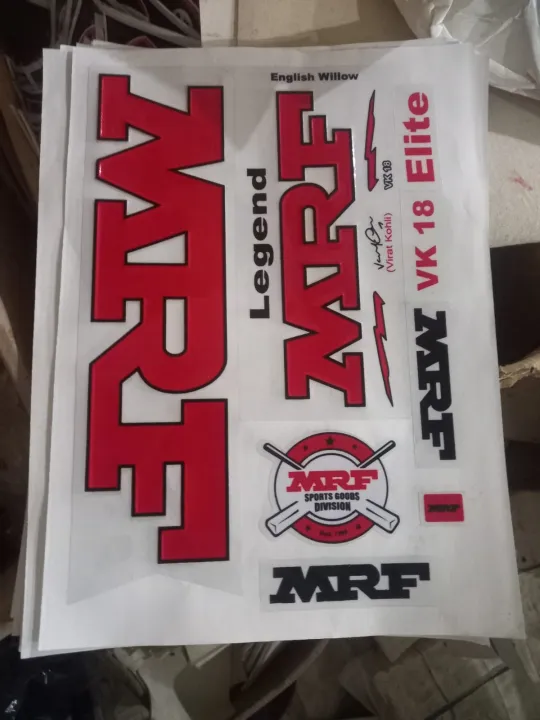 MRF
English Willow
Legend
MRF
VK 18
(Virat Kohli)
VK 18 Elite
MRF
MRF
SPORTS GOODS
DIVISION
MRF
MRF